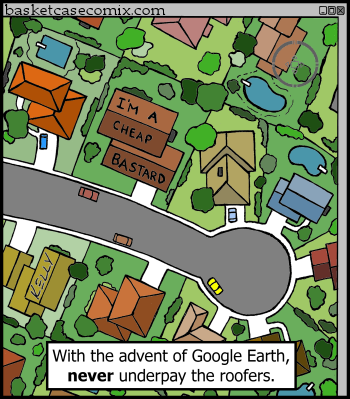 basketcasecomix.com
I'M A
CHEAP
BASTARD
KELLY
With the advent of Google Earth,
never underpay the roofers.